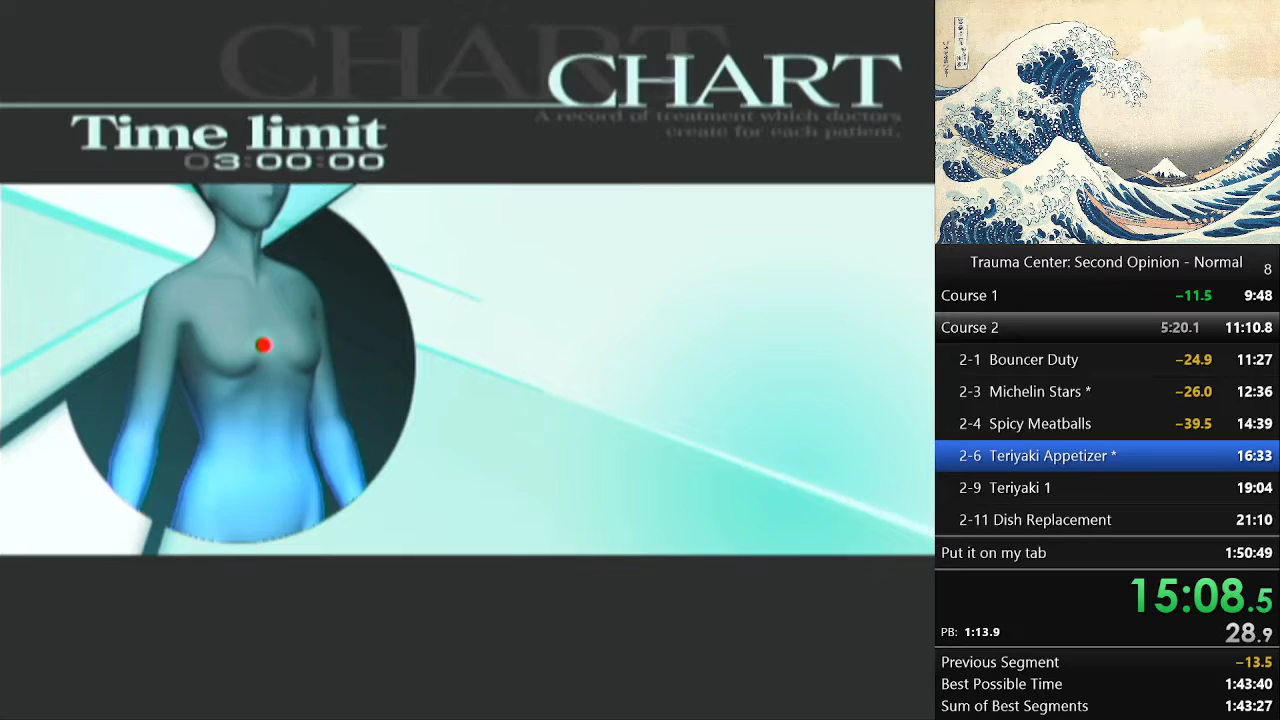 CHART
CHART
A record of treatment which doctors
create for each patient.
Time limit
03:00:00
Trauma Center: Second Opinion - Normal
8
Course 1 -11.5 9:48
Course 2 5:20.1 11:10.8
2-1 Bouncer Duty -24.9 11:27
2-3 Michelin Stars * -26.0 12:36
2-4 Spicy Meatballs -39.5 14:39
2-6 Teriyaki Appetizer * 16:33
2-9 Teriyaki 1 19:04
2-11 Dish Replacement 21:10
Put it on my tab 1:50:49
15:08.5
PB: 1:13.9 28.9
Previous Segment -13.5
Best Possible Time 1:43:40
Sum of Best Segments 1:43:27